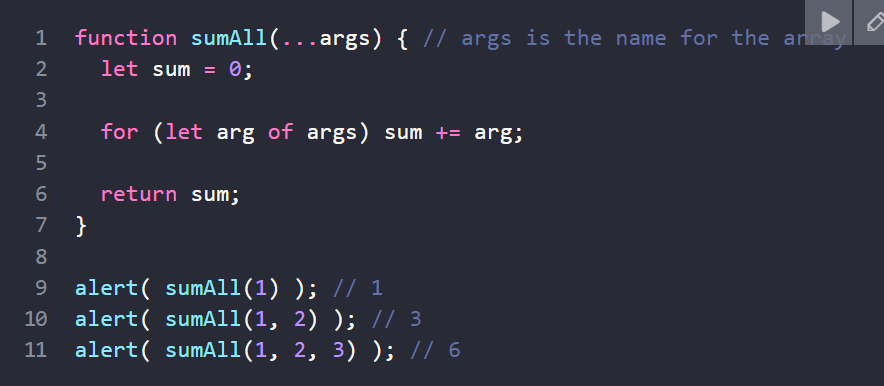 1 function sumAll(...args) { // args is the name for the array
2   let sum = 0;
3
4   for (let arg of args) sum += arg;
5
6   return sum;
7 }
8
9 alert( sumAll(1) ); // 1
10 alert( sumAll(1, 2) ); // 3
11 alert( sumAll(1, 2, 3) ); // 6